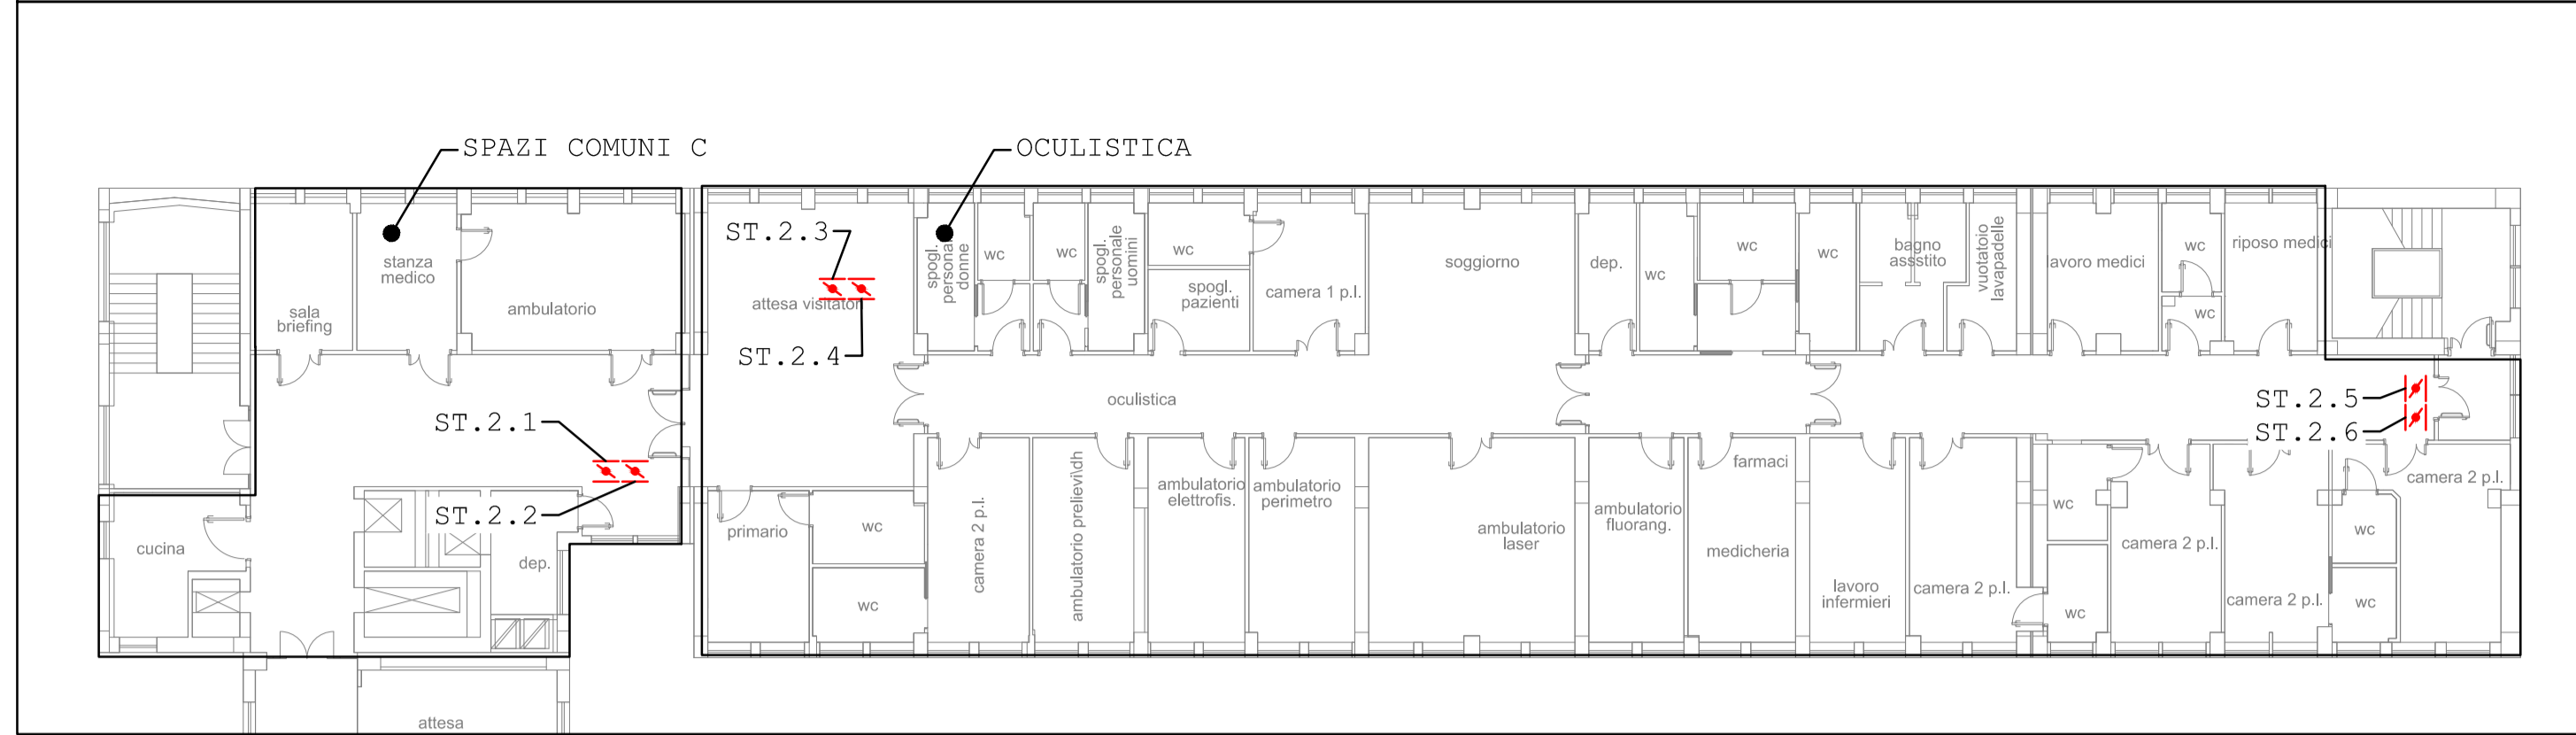 SPAZI COMUNI C
OCULISTICA
ST.2.3
spogl.
personale
donne
wc
wc
spogl.
personale
uomini
wc
wc
wc
bagno
assstito
vuotatoio
lavapadelle
wc
riposo medici
stanza
medico
soggiorno
dep.
wc
lavoro medici
sala
briefing
ambulatorio
attesa visitatori
spogl.
pazienti
camera 1 p.l.
wc
ST.2.4
oculistica
ST.2.5
ST.2.6
ST.2.1
ST.2.2
cucina
dep.
primario
wc
wc
camera 2 p.l.
ambulatorio prelievi\dh
ambulatorio
elettrofis.
ambulatorio
perimetro
ambulatorio
laser
ambulatorio
fluorang.
farmaci
medicheria
lavoro
infermieri
camera 2 p.l.
wc
wc
camera 2 p.l.
camera 2 p.l.
camera 2 p.l.
wc
wc
attesa